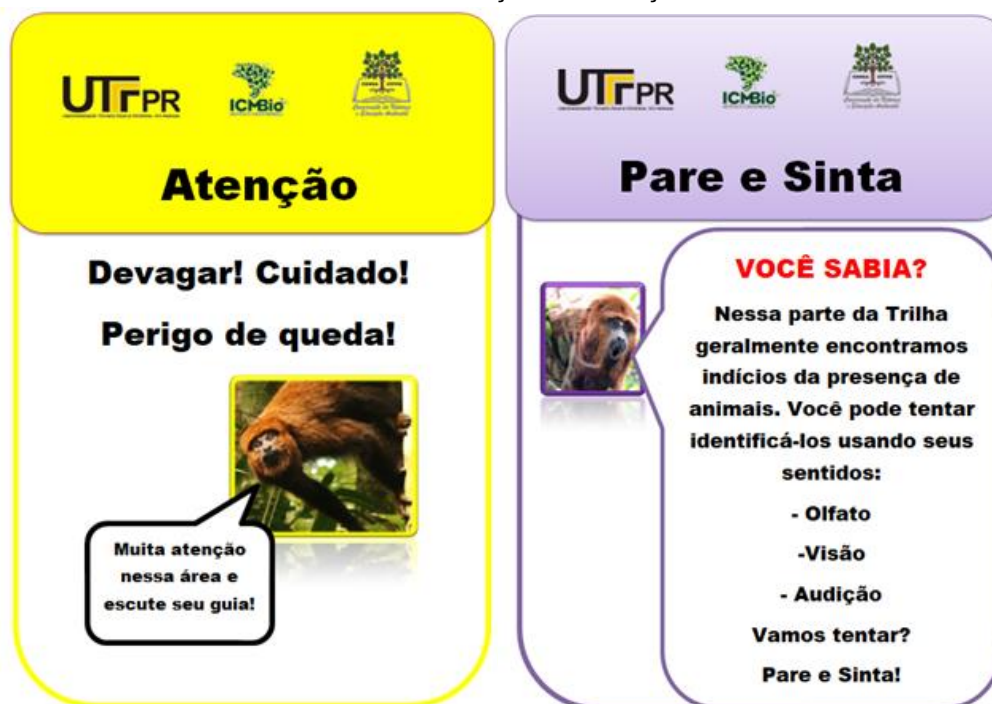 UTFPR
ICMBio
Atenção
Devagar! Cuidado!
Perigo de queda!
Muita atenção
nessa área e
escute seu guia!
UTFPR
ICMBio
Pare e Sinta
VOCÊ SABIA?
Nessa parte da Trilha
geralmente encontramos
indícios da presença de
animais. Você pode tentar
identificá-los usando seus
sentidos:
- Olfato
-Visão
- Audição
Vamos tentar?
Pare e Sinta!